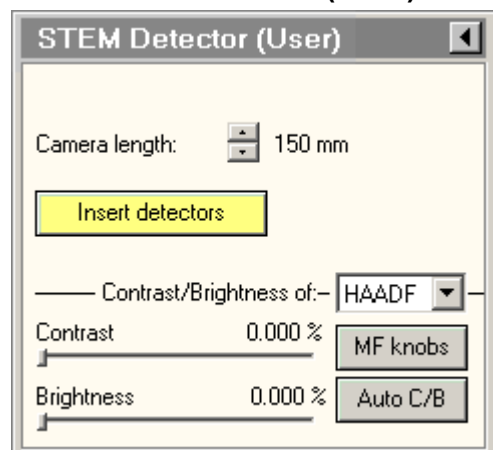 STEM Detector (User)
Camera length: 150 mm
Insert detectors
Contrast/Brightness of: HAADF
Contrast 0.000 %
MF knobs
Brightness 0.000 %
Auto C/B